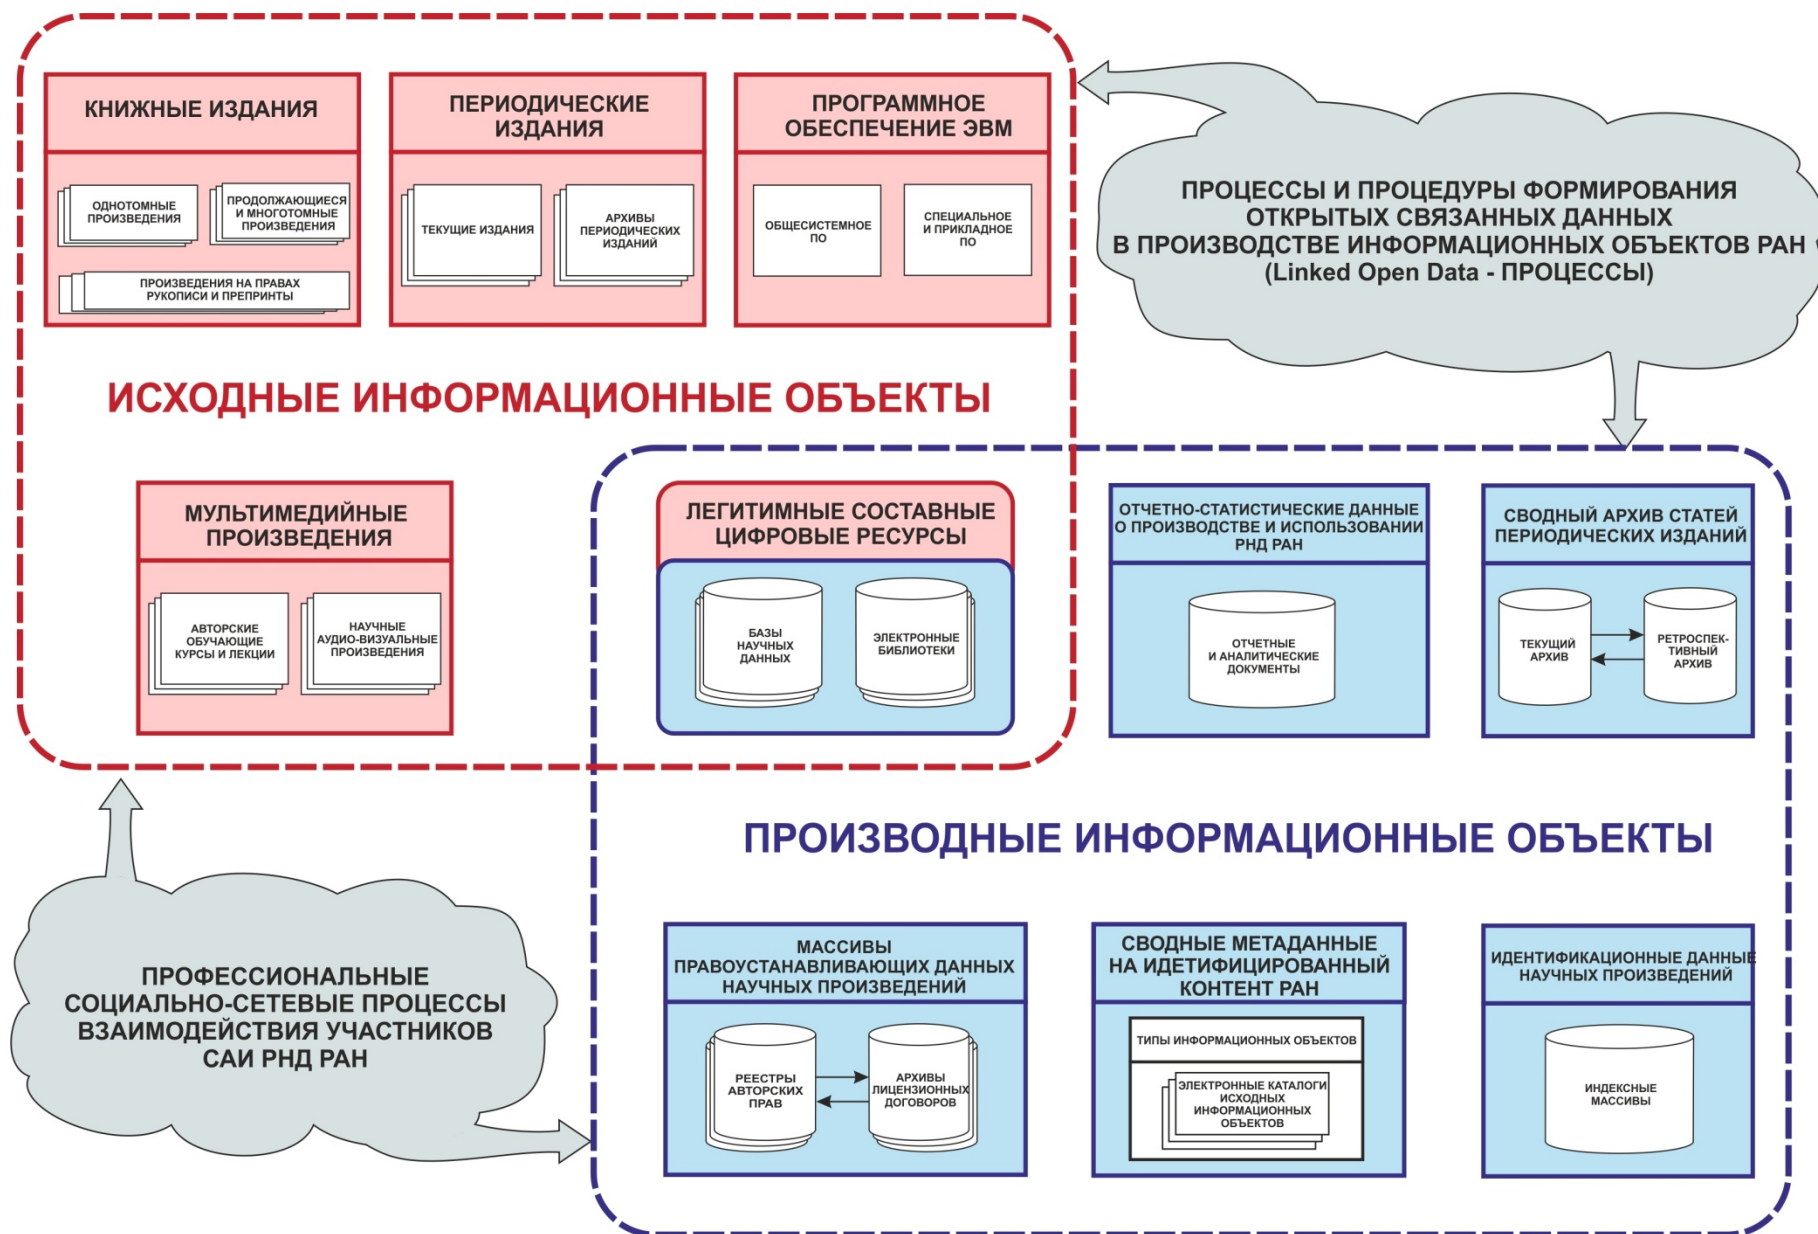 КНИЖНЫЕ ИЗДАНИЯ
ОДНОТОМНЫЕ
ПРОИЗВЕДЕНИЯ
ПРОДОЛЖАЮЩИЕСЯ
И МНОГОТОМНЫЕ
ПРОИЗВЕДЕНИЯ
ПРОИЗВЕДЕНИЯ НА ПРАВАХ
РУКОПИСИ И ПРЕПРИНТЫ
ПЕРИОДИЧЕСКИЕ
ИЗДАНИЯ
ТЕКУЩИЕ ИЗДАНИЯ
АРХИВЫ
ПЕРИОДИЧЕСКИХ
ИЗДАНИЙ
ПРОГРАММНОЕ
ОБЕСПЕЧЕНИЕ ЭВМ
ОБЩЕСИСТЕМНОЕ
ПО
СПЕЦИАЛЬНОЕ
И ПРИКЛАДНОЕ
ПО
ПРОЦЕССЫ И ПРОЦЕДУРЫ ФОРМИРОВАНИЯ
ОТКРЫТЫХ СВЯЗАННЫХ ДАННЫХ
В ПРОИЗВОДСТВЕ ИНФОРМАЦИОННЫХ ОБЪЕКТОВ РАН
(Linked Open Data - ПРОЦЕССЫ)
ИСХОДНЫЕ ИНФОРМАЦИОННЫЕ ОБЪЕКТЫ
МУЛЬТИМЕДИЙНЫЕ
ПРОИЗВЕДЕНИЯ
АВТОРСКИЕ
ОБУЧАЮЩИЕ
КУРСЫ И ЛЕКЦИИ
НАУЧНЫЕ
АУДИО-ВИЗУАЛЬНЫЕ
ПРОИЗВЕДЕНИЯ
ЛЕГИТИМНЫЕ СОСТАВНЫЕ
ЦИФРОВЫЕ РЕСУРСЫ
БАЗЫ
НАУЧНЫХ
ДАННЫХ
ЭЛЕКТРОННЫЕ
БИБЛИОТЕКИ
ОТЧЕТНО-СТАТИСТИЧЕСКИЕ ДАННЫЕ
О ПРОИЗВОДСТВЕ И ИСПОЛЬЗОВАНИИ
РНД РАН
ОТЧЕТНЫЕ
И АНАЛИТИЧЕСКИЕ
ДОКУМЕНТЫ
СВОДНЫЙ АРХИВ СТАТЕЙ
ПЕРИОДИЧЕСКИХ ИЗДАНИЙ
ТЕКУЩИЙ
АРХИВ
РЕТРОСПЕК-
ТИВНЫЙ
АРХИВ
ПРОИЗВОДНЫЕ ИНФОРМАЦИОННЫЕ ОБЪЕКТЫ
ПРОФЕССИОНАЛЬНЫЕ
СОЦИАЛЬНО-СЕТЕВЫЕ ПРОЦЕССЫ
ВЗАИМОДЕЙСТВИЯ УЧАСТНИКОВ
САИ РНД РАН
МАССИВЫ
ПРАВОУСТАНАВЛИВАЮЩИХ ДАННЫХ
НАУЧНЫХ ПРОИЗВЕДЕНИЙ
РЕЕСТРЫ
АВТОРСКИХ
ПРАВ
АРХИВЫ
ЛИЦЕНЗИОННЫХ
ДОГОВОРОВ
СВОДНЫЕ МЕТАДАННЫЕ
НА ИДЕТИФИЦИРОВАННЫЙ
КОНТЕНТ РАН
ТИПЫ ИНФОРМАЦИОННЫХ ОБЪЕКТОВ
ЭЛЕКТРОННЫЕ КАТАЛОГИ
ИСХОДНЫХ
ИНФОРМАЦИОННЫХ
ОБЪЕКТОВ
ИДЕНТИФИКАЦИОННЫЕ ДАННЫЕ
НАУЧНЫХ ПРОИЗВЕДЕНИЙ
ИНДЕКСНЫЕ
МАССИВЫ